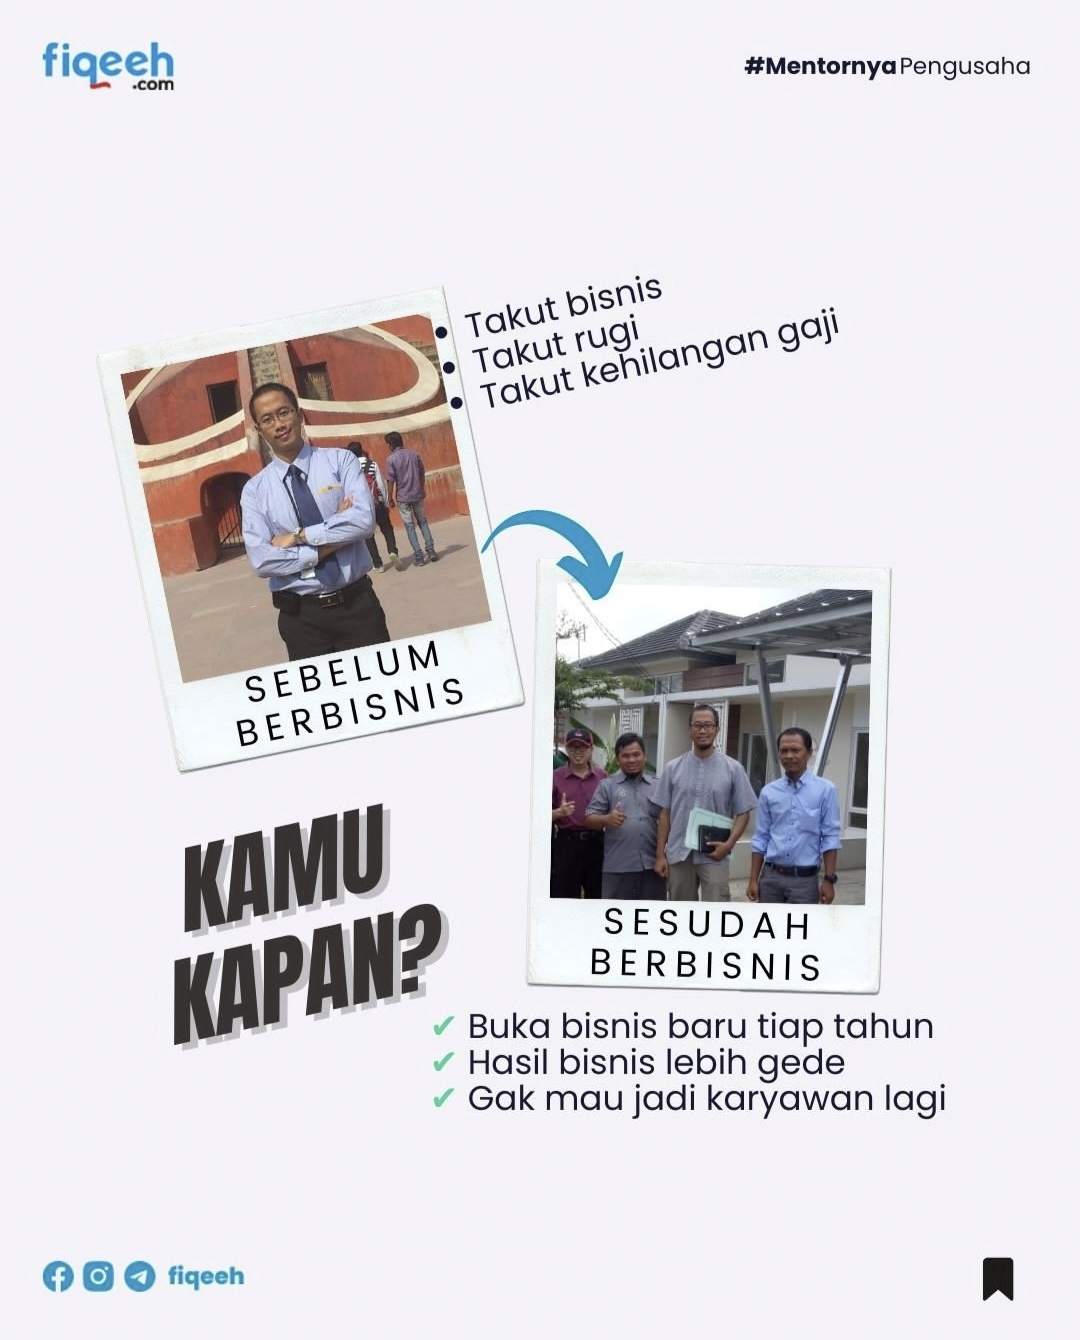 fiqeeh
.com
#MentornyaPengusaha
Takut bisnis
Takut rugi
Takut kehilangan gaji
SEBELUM
BERBISNIS
KAMU
KAPAN?
SESUDAH
BERBISNIS
Buka bisnis baru tiap tahun
Hasil bisnis lebih gede
Gak mau jadi karyawan lagi
fiqeeh